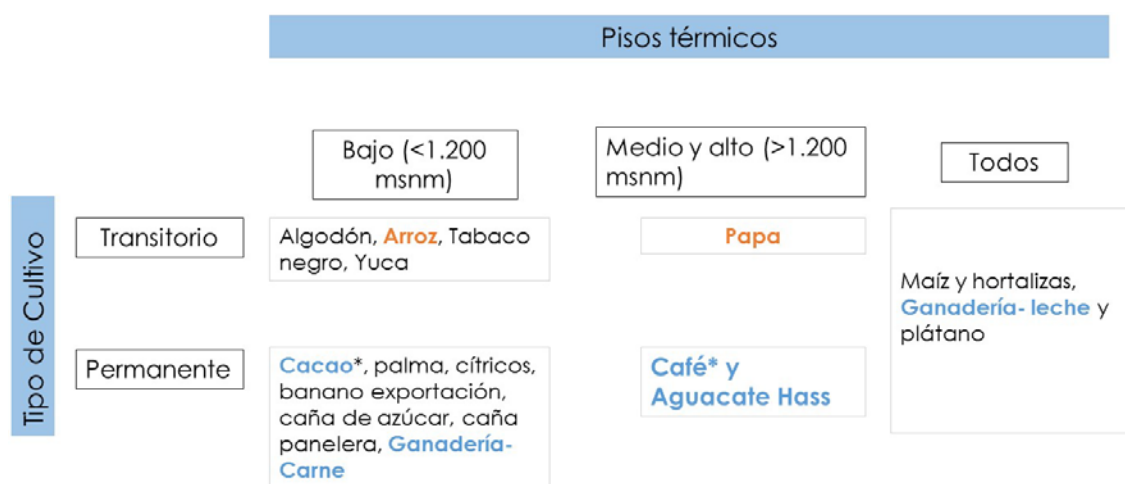 Pisos térmicos
Bajo (<1.200
msnm)
Medio y alto (>1.200
msnm)
Todos
Tipo de Cultivo
Transitorio
Algodón, Arroz, Tabaco
negro, Yuca
Papa
Maíz y hortalizas,
Ganadería- leche y
plátano
Permanente
Cacao*, palma, cítricos,
banano exportación,
caña de azúcar, caña
panelera, Ganadería-
Carne
Café* y
Aguacate Hass